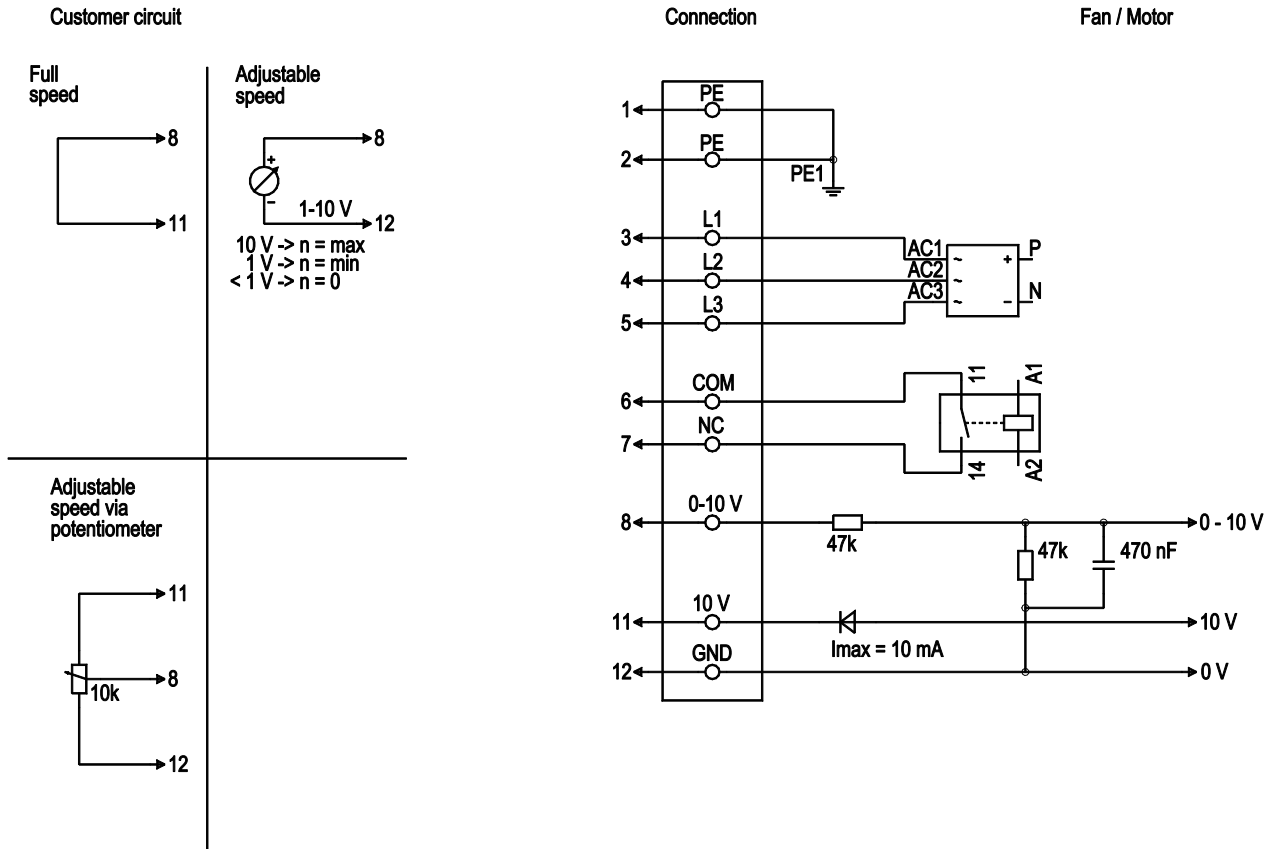 Customer circuit
Connection
Fan / Motor
Full
speed
8
11
Adjustable
speed
8
+
−
1-10 V
12
10 V -> n = max
1 V -> n = min
< 1 V -> n = 0
Adjustable
speed via
potentiometer
11
8
10k
12
1
PE
2
PE
PE1
3
L1
4
L2
5
L3
AC1
AC2
AC3
~
~
~
+
−
P
N
6
COM
7
NC
11
14
A1
A2
8
0-10 V
47k
47k
470 nF
0 - 10 V
11
10 V
Imax = 10 mA
10 V
12
GND
0 V